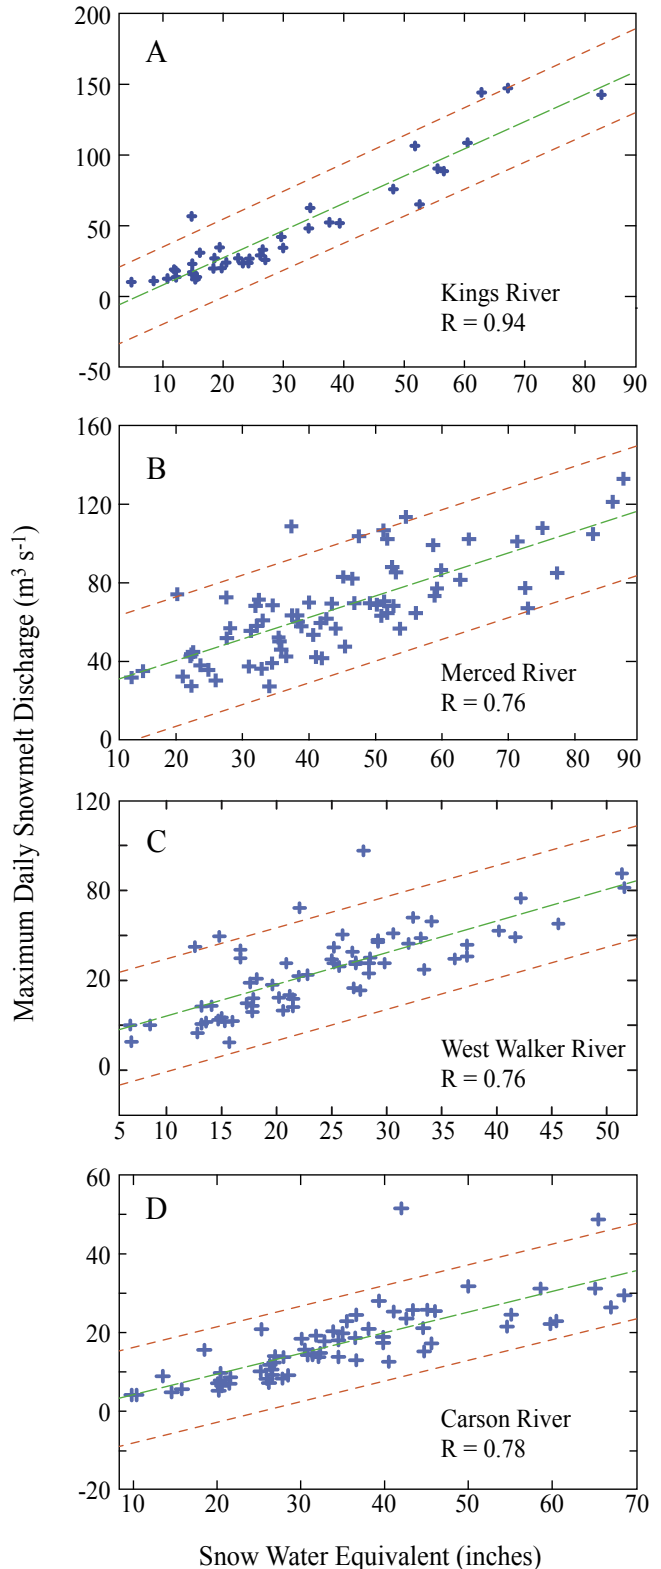 200
A
150
100
50
0
-50
Kings River
R = 0.94
10 20 30 40 50 60 70 80 90
160
B
120
80
40
0
Merced River
R = 0.76
10 20 30 40 50 60 70 80 90
Maximum Daily Snowmelt Discharge (m³ s⁻¹)
120
C
80
20
0
West Walker River
R = 0.76
5 10 15 20 25 30 35 40 45 50
60
D
40
20
0
-20
Carson River
R = 0.78
10 20 30 40 50 60 70
Snow Water Equivalent (inches)